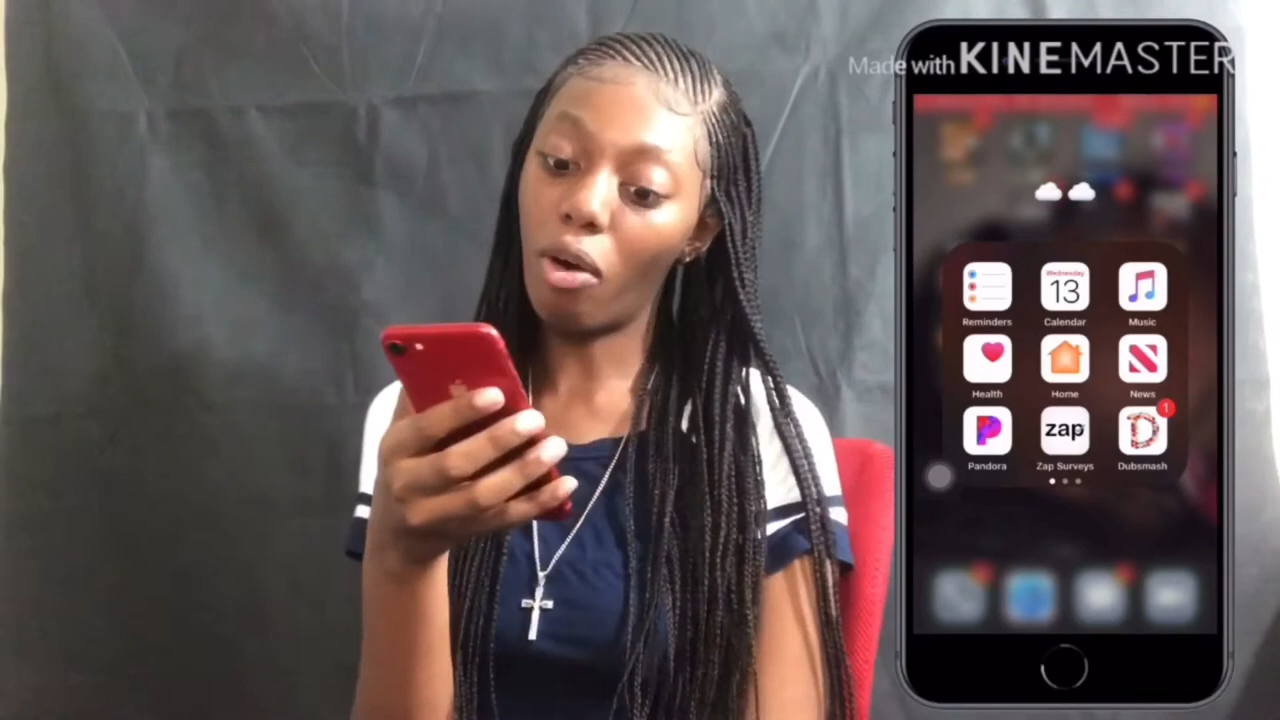 Made with KINEMASTER
Reminders
Wednesday
13
Calendar
Music
Health
Home
News
Pandora
zap
Zap Surveys
1
D
Dubsmash